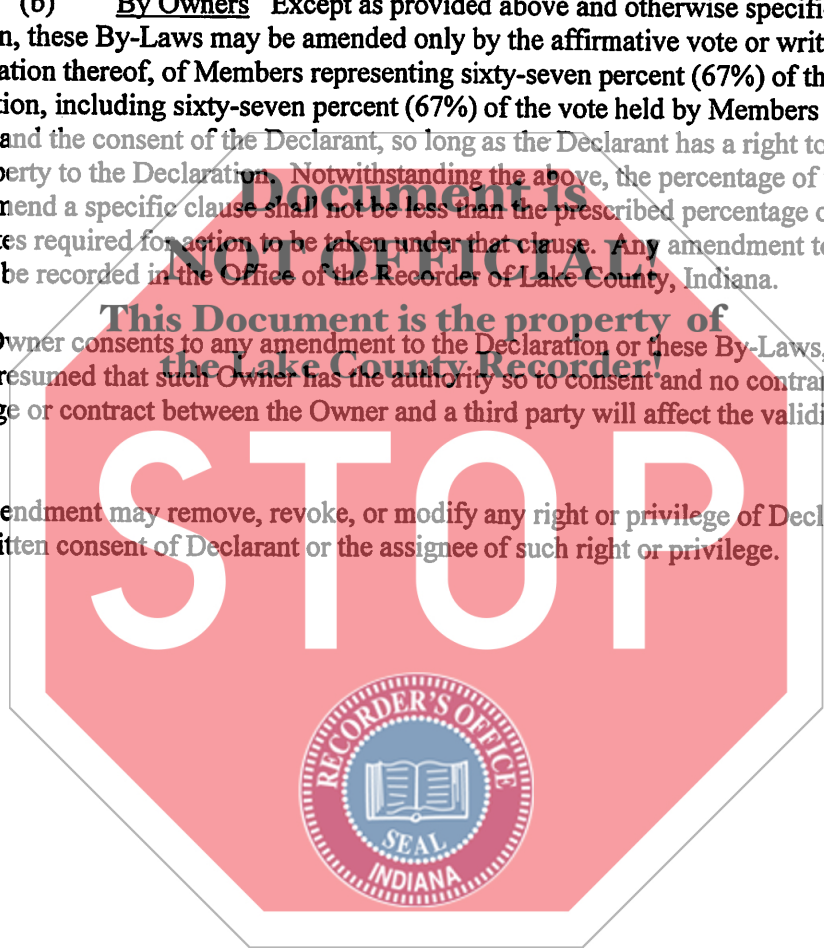 (b) By Owners Except as provided above and otherwise specifi
n, these By-Laws may be amended only by the affirmative vote or writ
ation thereof, of Members representing sixty-seven percent (67%) of th
tion, including sixty-seven percent (67%) of the vote held by Members
and the consent of the Declarant, so long as the Declarant has a right to
perty to the Declaration. Notwithstanding the above, the percentage of
mend a specific clause shall not be less than the prescribed percentage o
es required for action to be taken under that clause. Any amendment to
be recorded in the Office of the Recorder of Lake County, Indiana.
Document is
NOT OFFICIAL!
This Document is the property of
the Lake County Recorder!
Owner consents to any amendment to the Declaration or these By-Laws,
resumed that such Owner has the authority so to consent and no contra
ge or contract between the Owner and a third party will affect the validi
STOP
endment may remove, revoke, or modify any right or privilege of Decl
itten consent of Declarant or the assignee of such right or privilege.
RECORDER'S OFFICE
SEAL
INDIANA